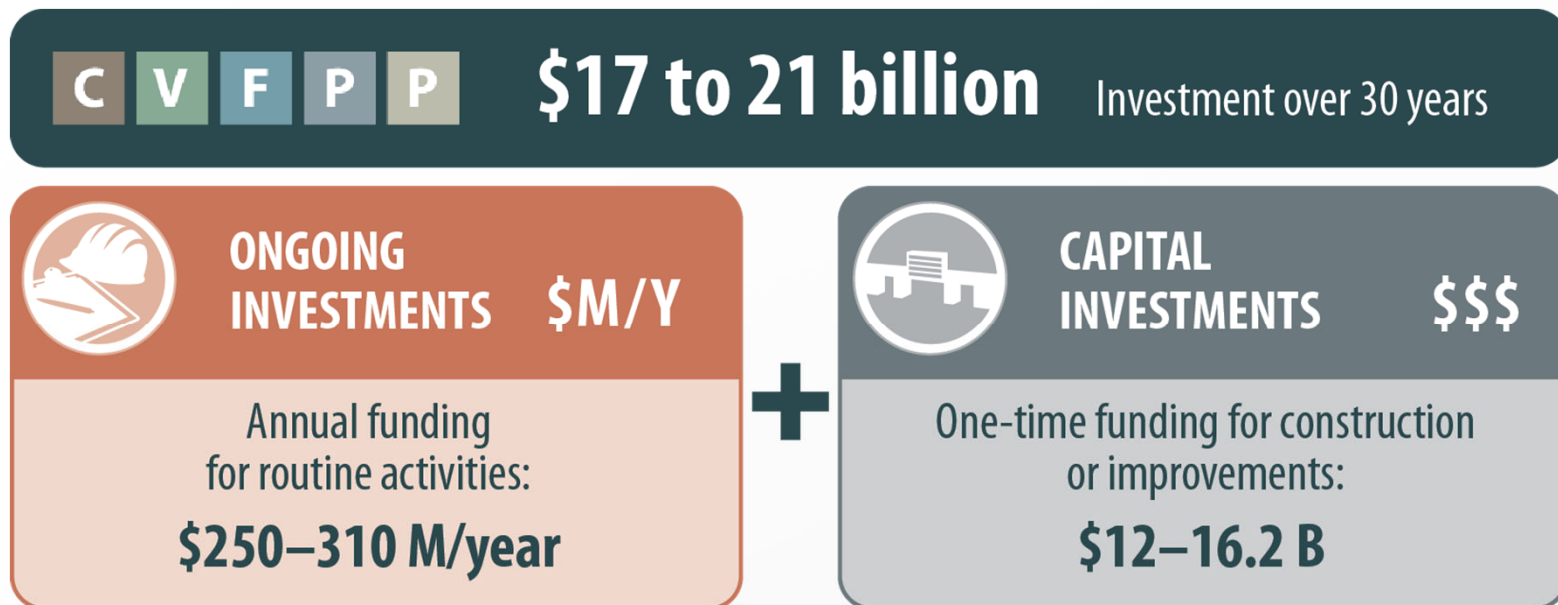 C V F P P $17 to 21 billion Investment over 30 years
ONGOING
INVESTMENTS $M/Y
Annual funding
for routine activities:
$250–310 M/year
+
CAPITAL
INVESTMENTS $$$
One-time funding for construction
or improvements:
$12–16.2 B